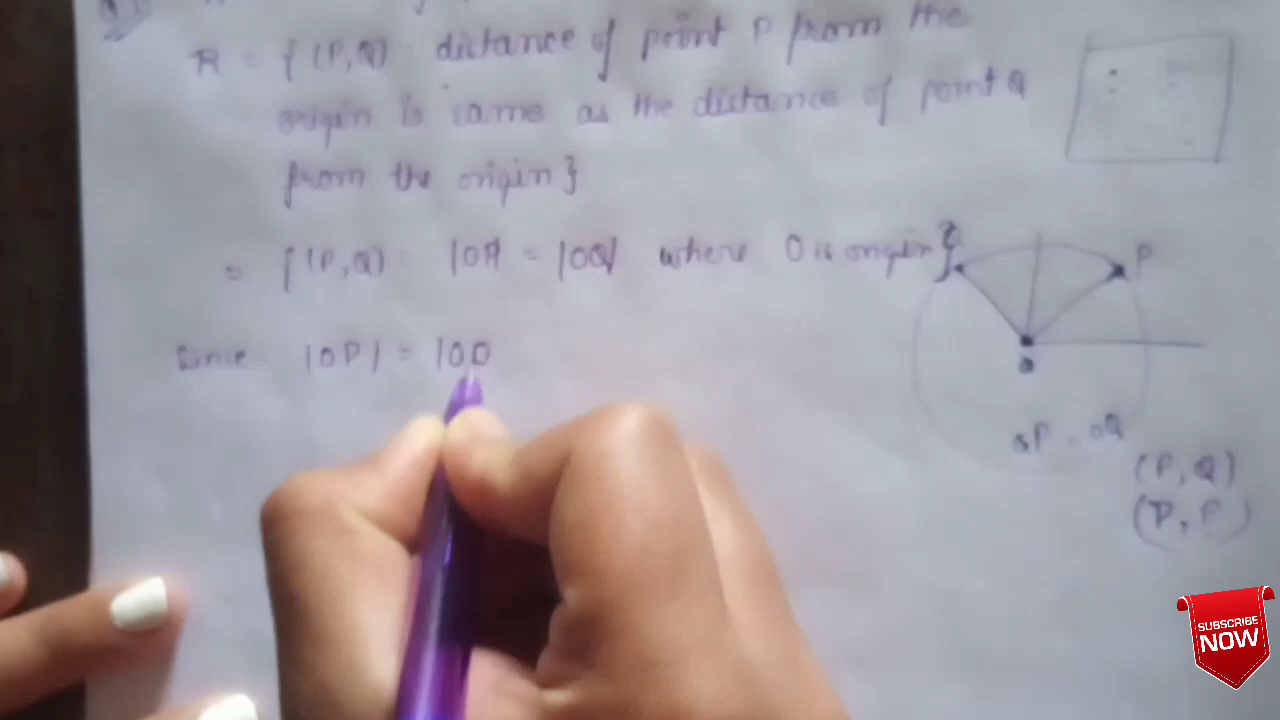 R = { (P, Q) distance of point P from the
origin is same as the distance of point Q
from the origin}
= { (P, Q) |OP| = |OQ| where O is origin}
Since |OP| = |OP
P
O
OP = OQ
(P, Q)
(P, P)
SUBSCRIBE
NOW